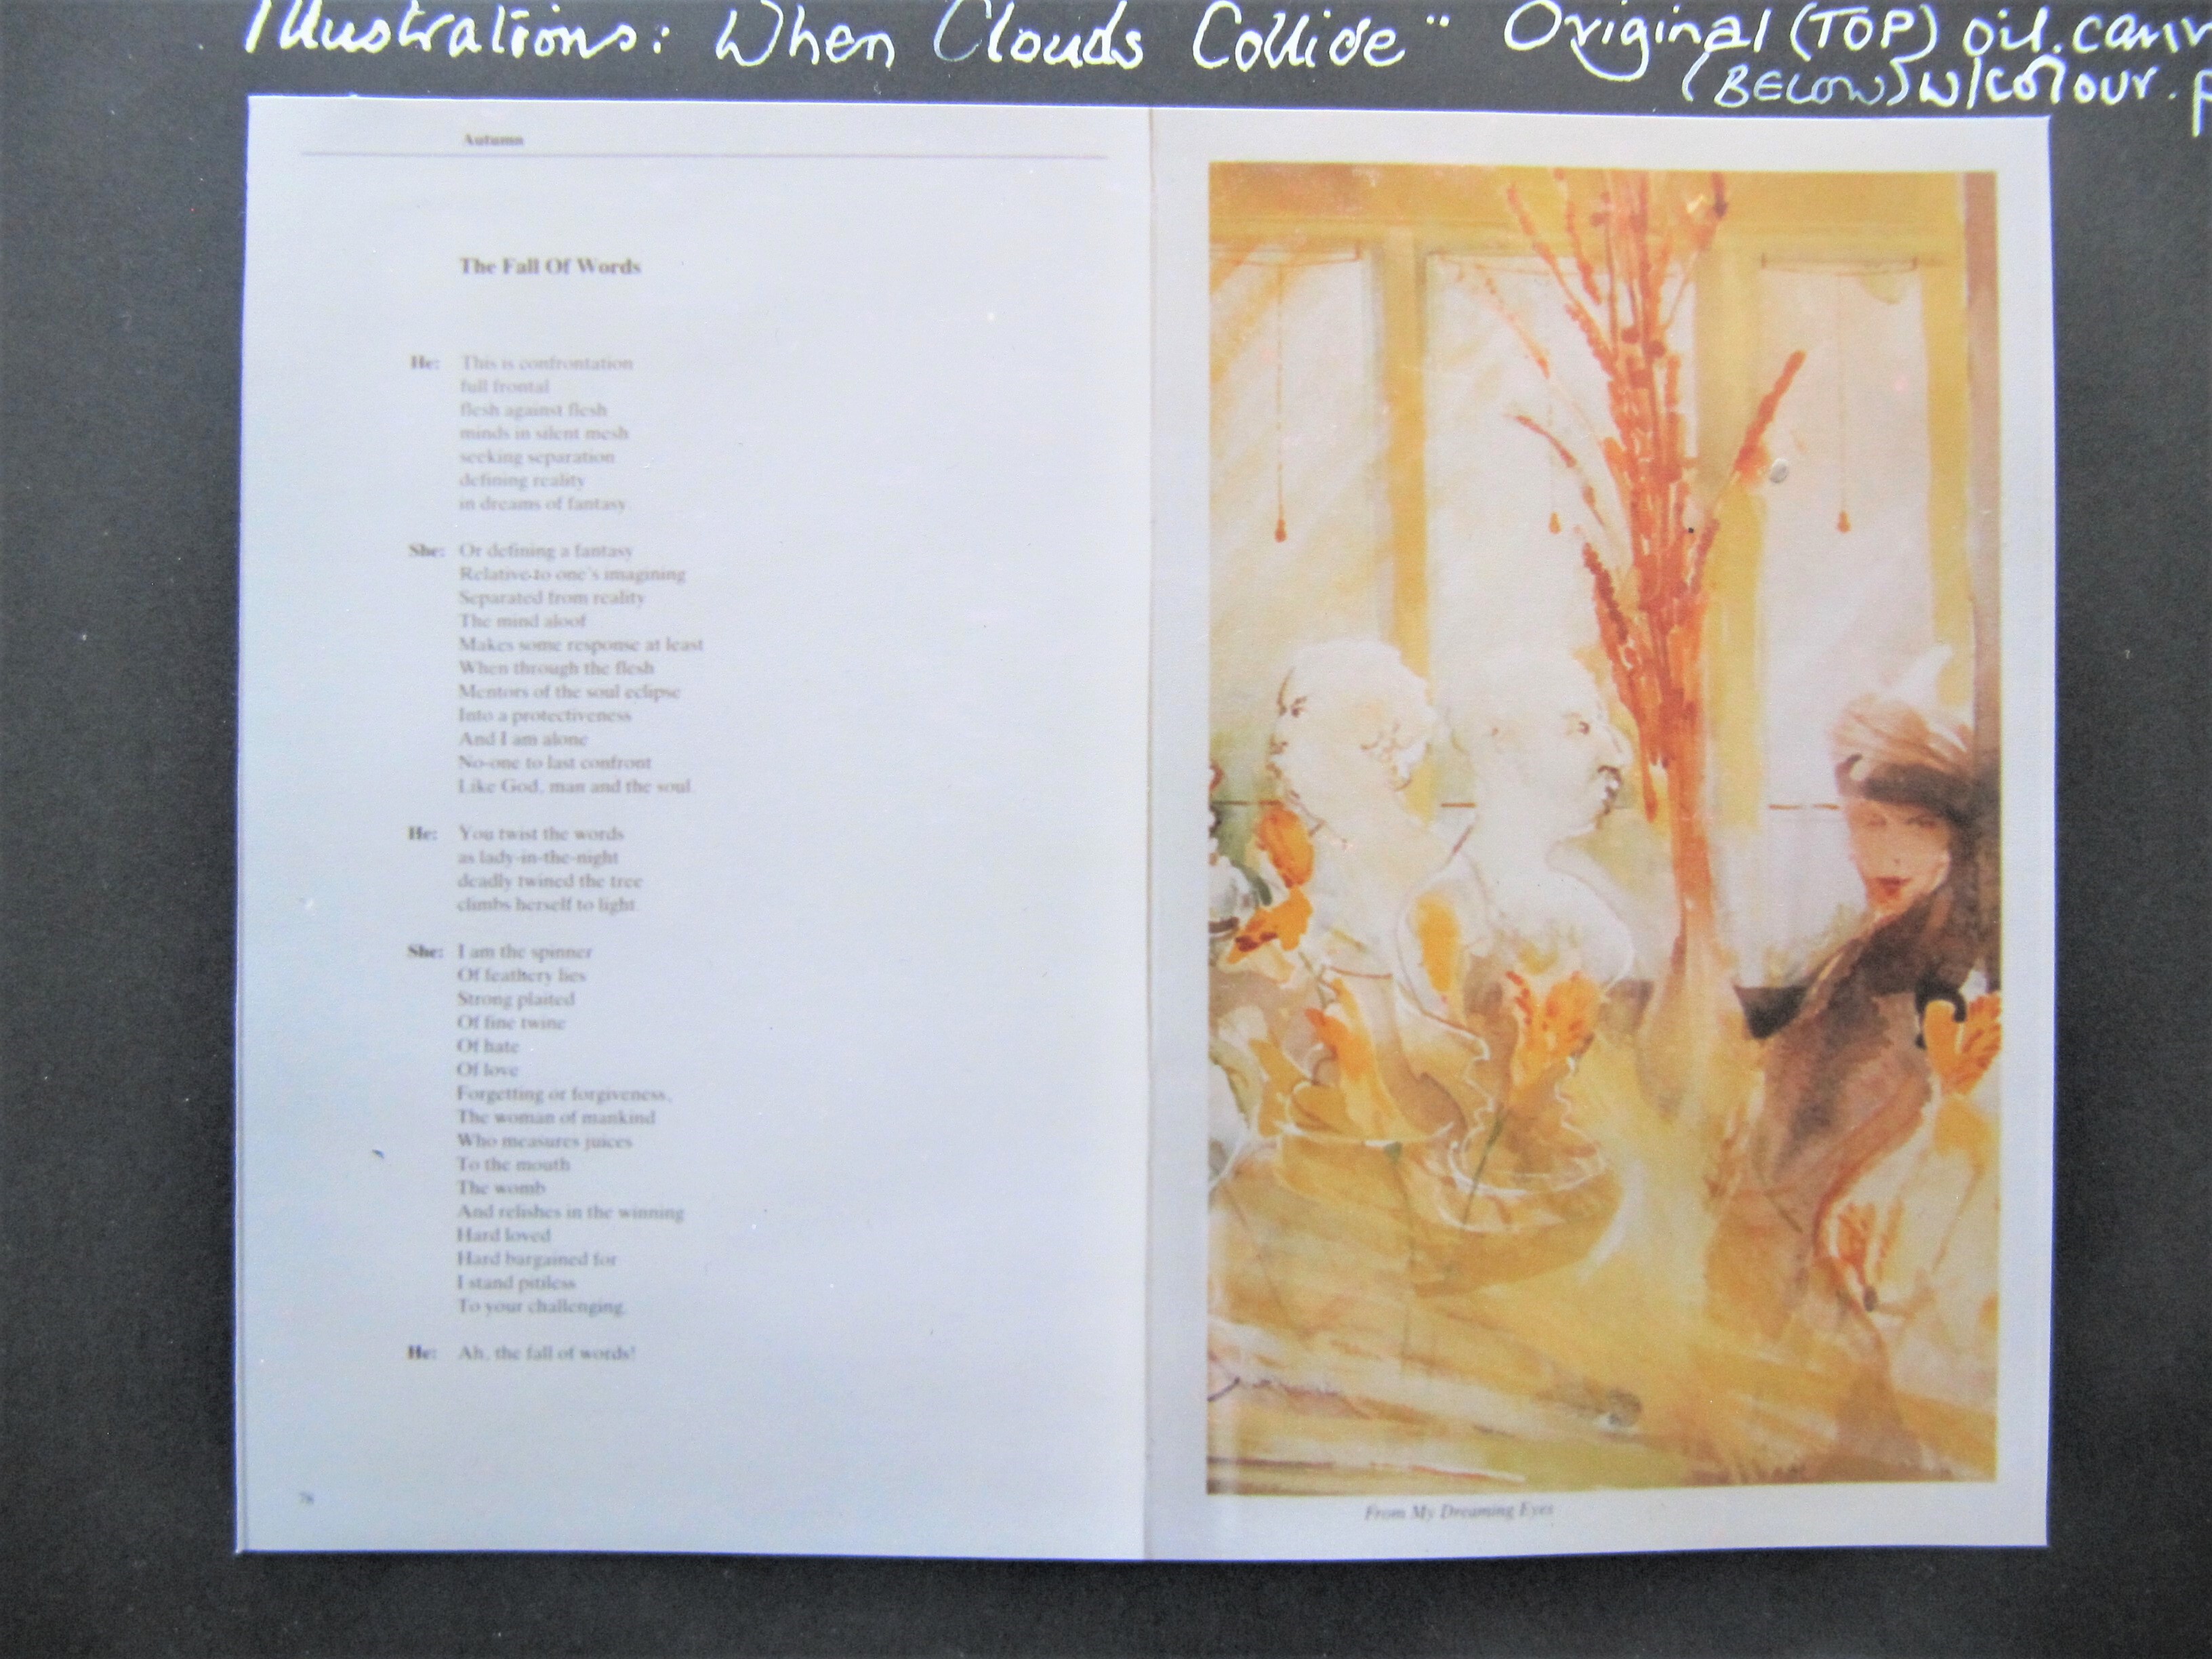 Illustrations: When Clouds Collide" Original (TOP) oil.
(BELOW) W/colour.
Autumn
The Fall Of Words
He: This is confrontation
full frontal
flesh against flesh
minds in silent mesh
seeking separation
defining reality
in dreams of fantasy.
She: Or defining a fantasy
Relative to one's imagining
Separated from reality
The mind aloof
Makes some response at least
When through the flesh
Mentors of the soul eclipse
Into a protectiveness
And I am alone
No-one to last confront
Like God, man and the soul.
He: You twist the words
as lady-in-the-night
deadly twined the tree
climbs herself to light.
She: I am the spinner
Of feathery lies
Strong plaited
Of fine twine
Of hate
Of love
Forgetting or forgiveness,
The woman of mankind
Who measures juices
To the mouth
The womb
And relishes in the winning
Hard loved
Hard bargained for
I stand pitiless
To your challenging.
He: Ah, the fall of words!
78
From My Dreaming Eyes